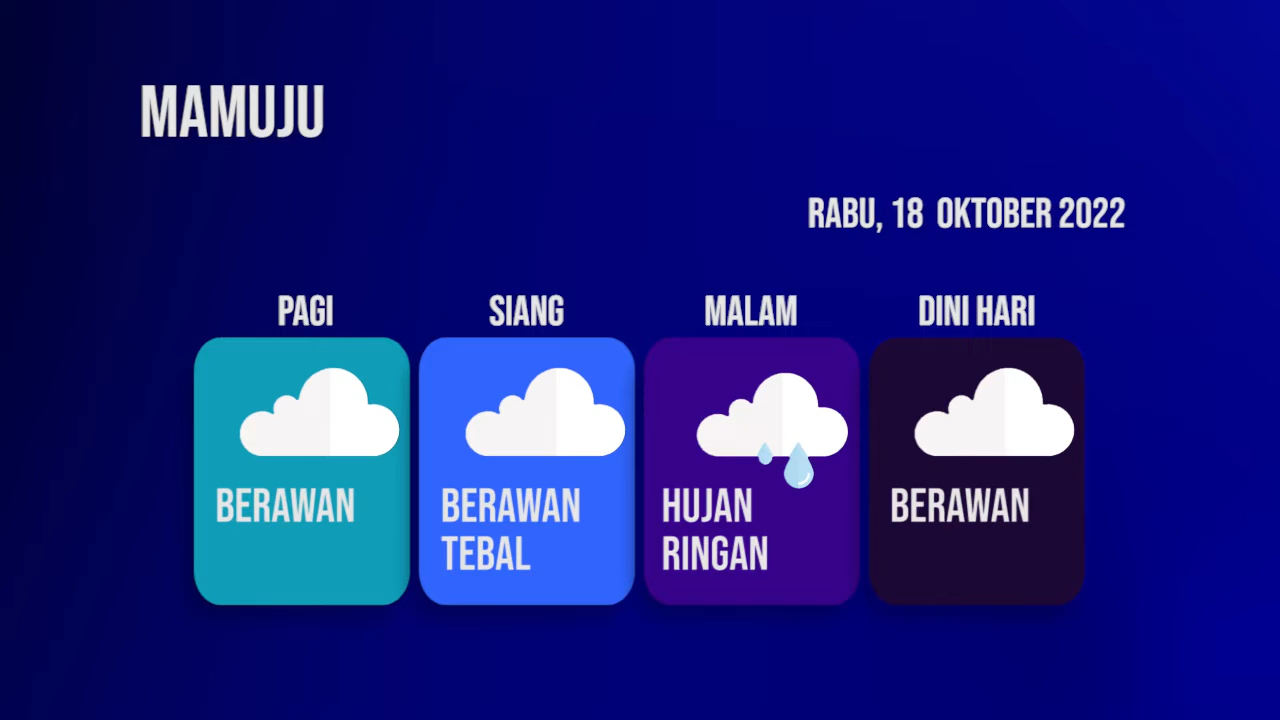 MAMUJU
RABU, 18 OKTOBER 2022
PAGI
SIANG
MALAM
DINI HARI
BERAWAN
BERAWAN
TEBAL
HUJAN
RINGAN
BERAWAN